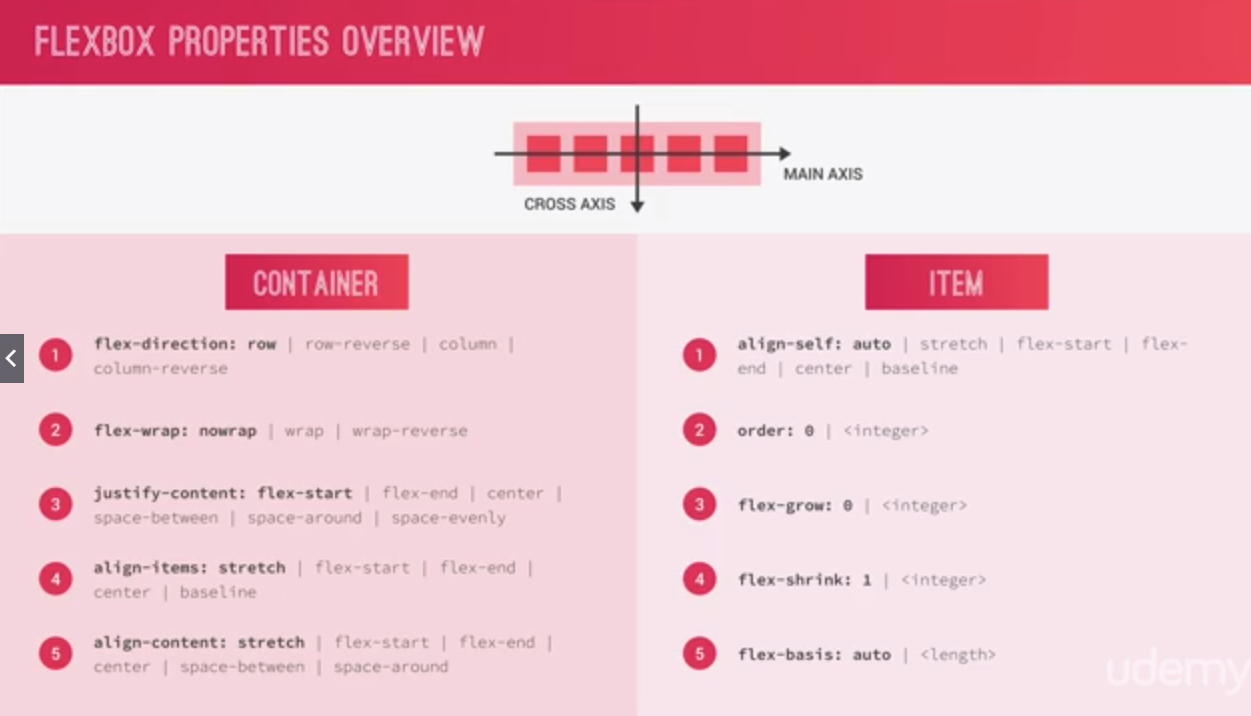 FLEXBOX PROPERTIES OVERVIEW
MAIN AXIS
CROSS AXIS
CONTAINER
1
flex-direction: row | row-reverse | column |
column-reverse
2
flex-wrap: nowrap | wrap | wrap-reverse
3
justify-content: flex-start | flex-end | center |
space-between | space-around | space-evenly
4
align-items: stretch | flex-start | flex-end |
center | baseline
5
align-content: stretch | flex-start | flex-end |
center | space-between | space-around
ITEM
1
align-self: auto | stretch | flex-start | flex-
end | center | baseline
2
order: 0 | <integer>
3
flex-grow: 0 | <integer>
4
flex-shrink: 1 | <integer>
5
flex-basis: auto | <length>
udemy